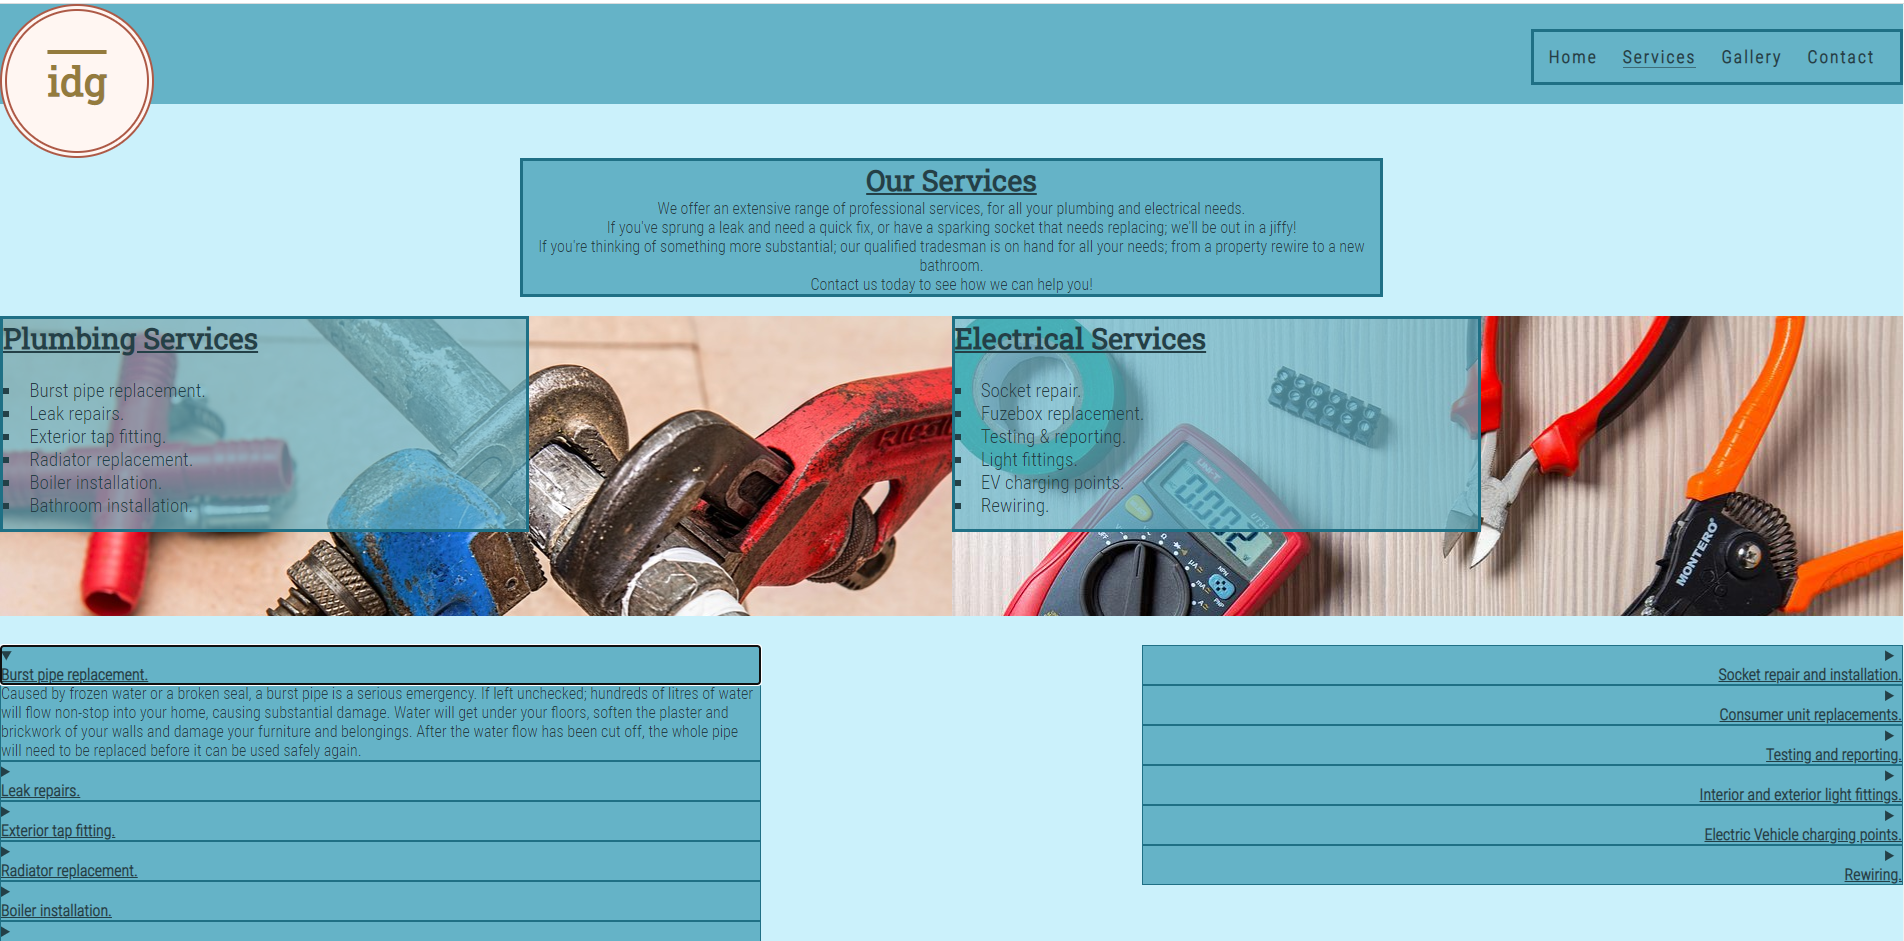 idg
Home Services Gallery Contact
Our Services
We offer an extensive range of professional services, for all your plumbing and electrical needs.
If you've sprung a leak and need a quick fix, or have a sparking socket that needs replacing; we'll be out in a jiffy!
If you're thinking of something more substantial; our qualified tradesman is on hand for all your needs; from a property rewire to a new
bathroom.
Contact us today to see how we can help you!
Plumbing Services
Burst pipe replacement.
Leak repairs.
Exterior tap fitting.
Radiator replacement.
Boiler installation.
Bathroom installation.
Electrical Services
Socket repair.
Fuzebox replacement.
Testing & reporting.
Light fittings.
EV charging points.
Rewiring.
UNI-T
0.002
OFF
NPN
PNP
MONTERO
Burst pipe replacement.
Caused by frozen water or a broken seal, a burst pipe is a serious emergency. If left unchecked; hundreds of litres of water
will flow non-stop into your home, causing substantial damage. Water will get under your floors, soften the plaster and
brickwork of your walls and damage your furniture and belongings. After the water flow has been cut off, the whole pipe
will need to be replaced before it can be used safely again.
Leak repairs.
Exterior tap fitting.
Radiator replacement.
Boiler installation.
Socket repair and installation.
Consumer unit replacements.
Testing and reporting.
Interior and exterior light fittings.
Electric Vehicle charging points.
Rewiring.